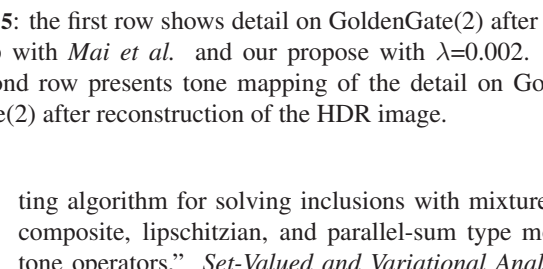 5: the first row shows detail on GoldenGate(2) after
with Mai et al. and our propose with λ=0.002.
ond row presents tone mapping of the detail on Go
e(2) after reconstruction of the HDR image.
ting algorithm for solving inclusions with mixture
composite, lipschitzian, and parallel-sum type mo
tone operators.” Set-Valued and Variational Anal